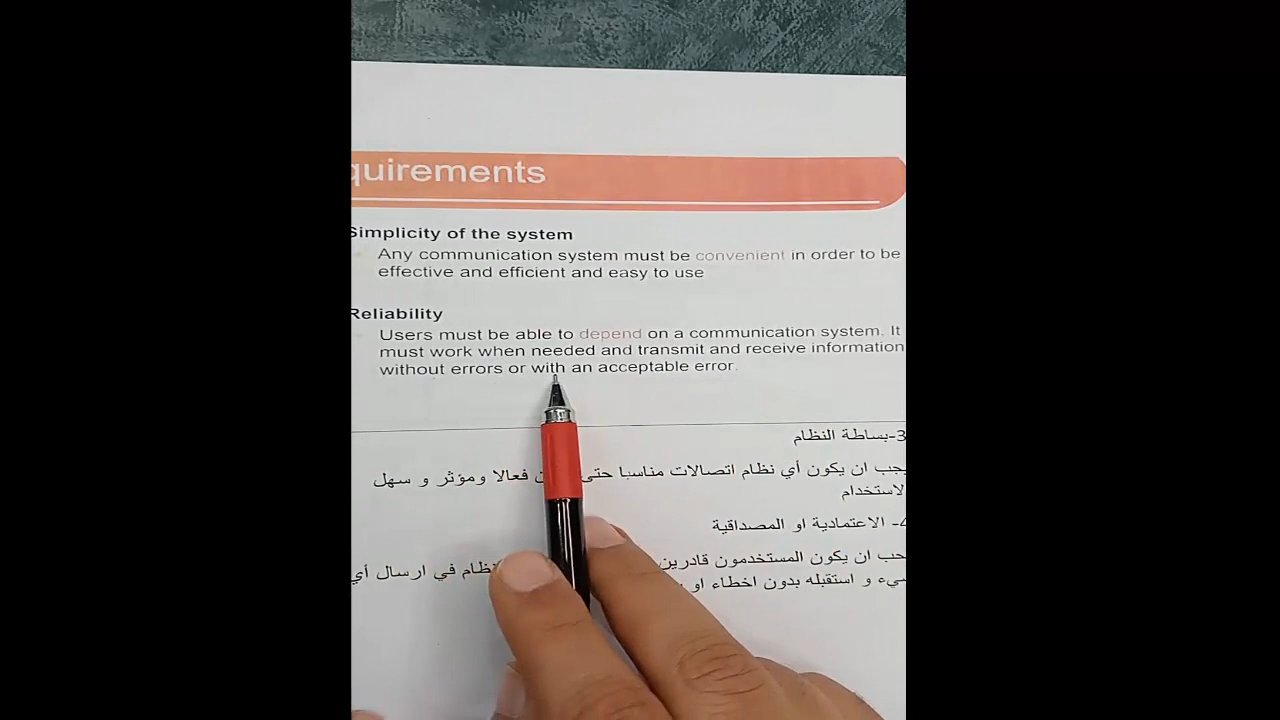 quirements
Simplicity of the system
Any communication system must be convenient in order to be
effective and efficient and easy to use
Reliability
Users must be able to depend on a communication system. It
must work when needed and transmit and receive information
without errors or with an acceptable error.
3-بساطة النظام
يجب ان يكون أي نظام اتصالات مناسبا حتى فعالا ومؤثر و سهل
الاستخدام
4- الاعتمادية او المصداقية
ان يكون المستخدمون قادرين في ارسال أي
و استقبله بدون اخطاء او